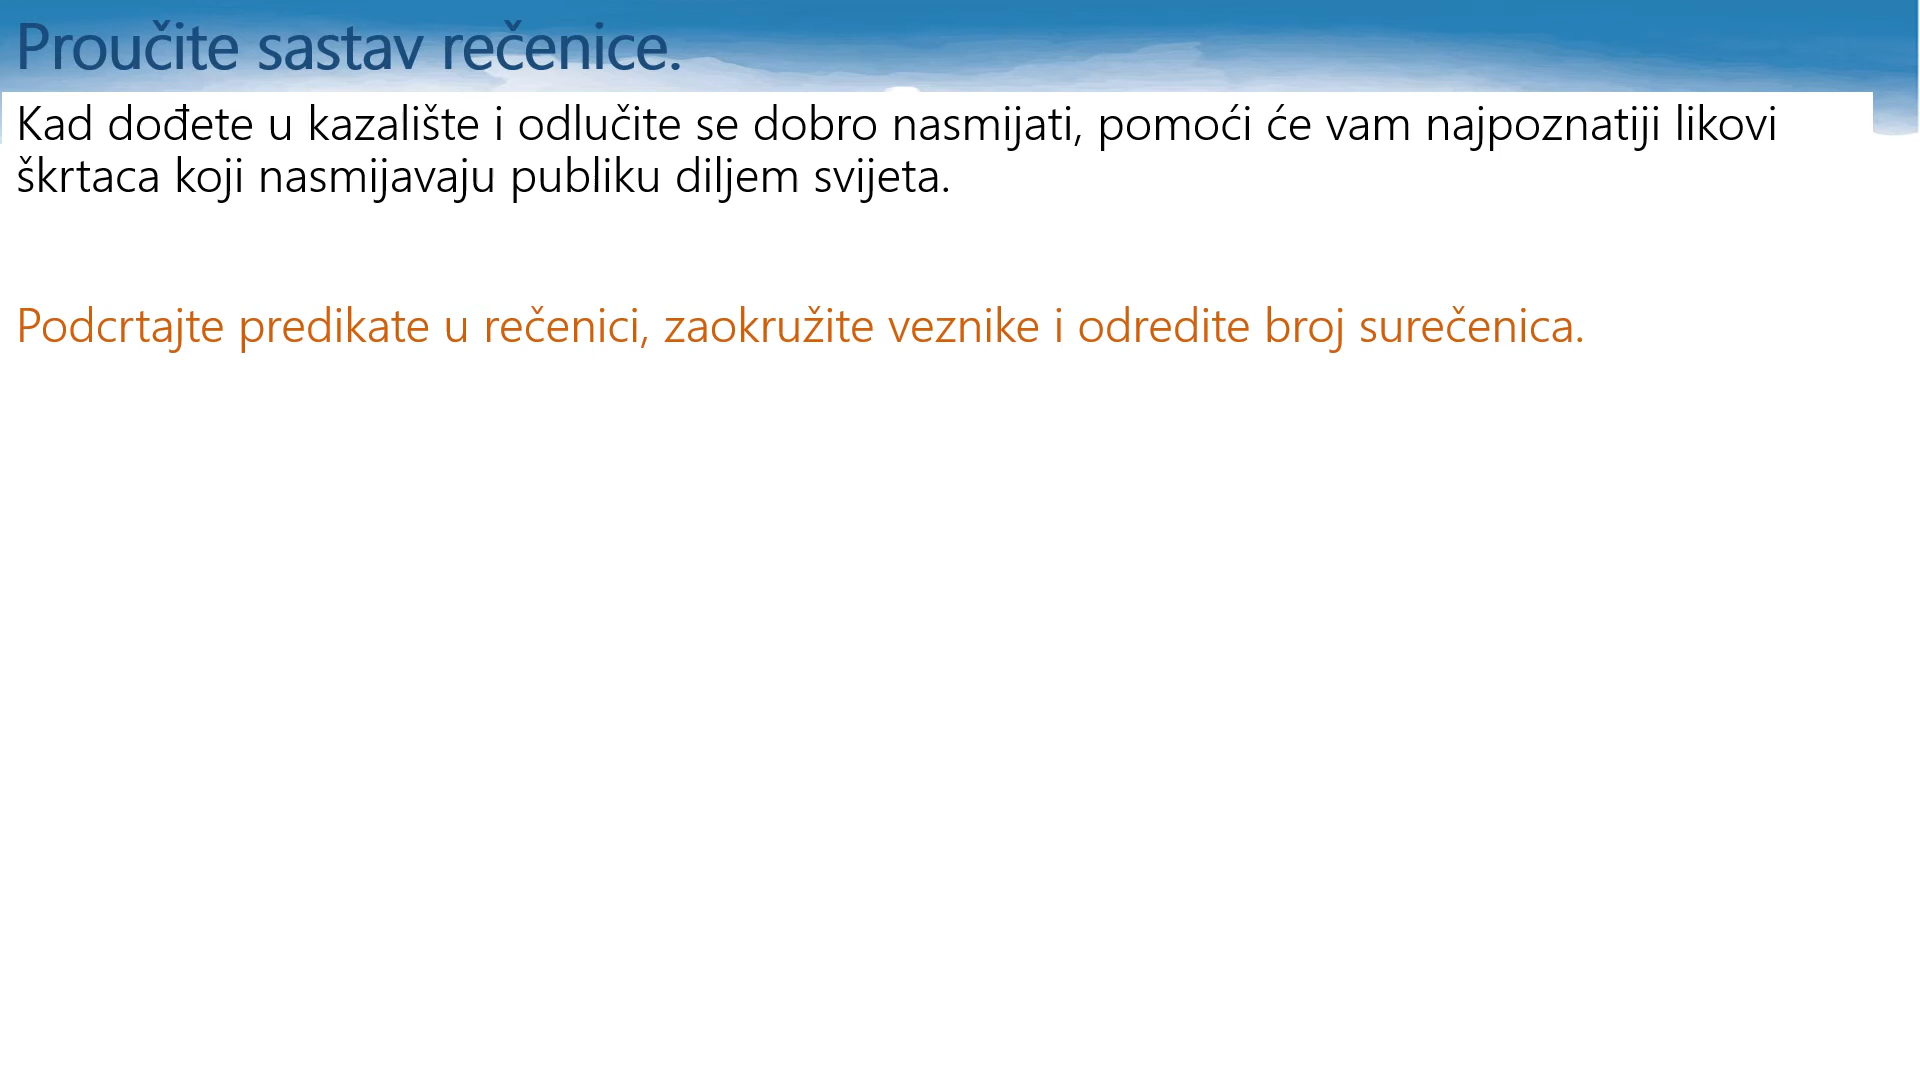 Proučite sastav rečenice.
Kad dođete u kazalište i odlučite se dobro nasmijati, pomoći će vam najpoznatiji likovi
škrtaca koji nasmijavaju publiku diljem svijeta.
Podcrtajte predikate u rečenici, zaokružite veznike i odredite broj surečenica.